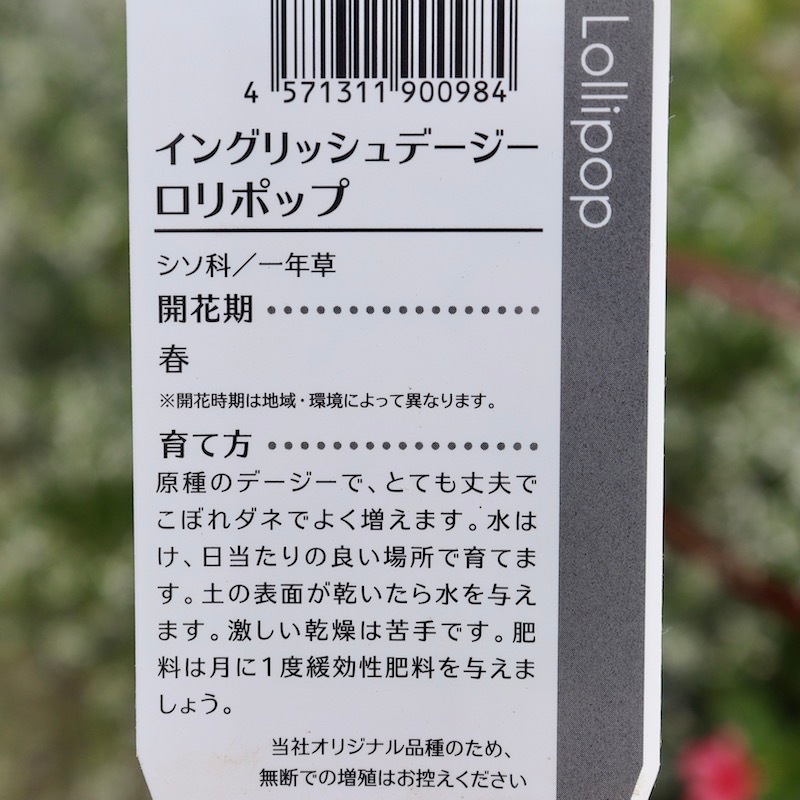 4 571311 900984
Lollipop
イングリッシュデージー
ロリポップ
シソ科／一年草
開花期
春
※開花時期は地域・環境によって異なります。
育て方
原種のデージーで、とても丈夫で
こぼれダネでよく増えます。水は
け、日当たりの良い場所で育てま
す。土の表面が乾いたら水を与え
ます。激しい乾燥は苦手です。肥
料は月に1度緩効性肥料を与えま
しょう。
当社オリジナル品種のため、
無断での増殖はお控えください